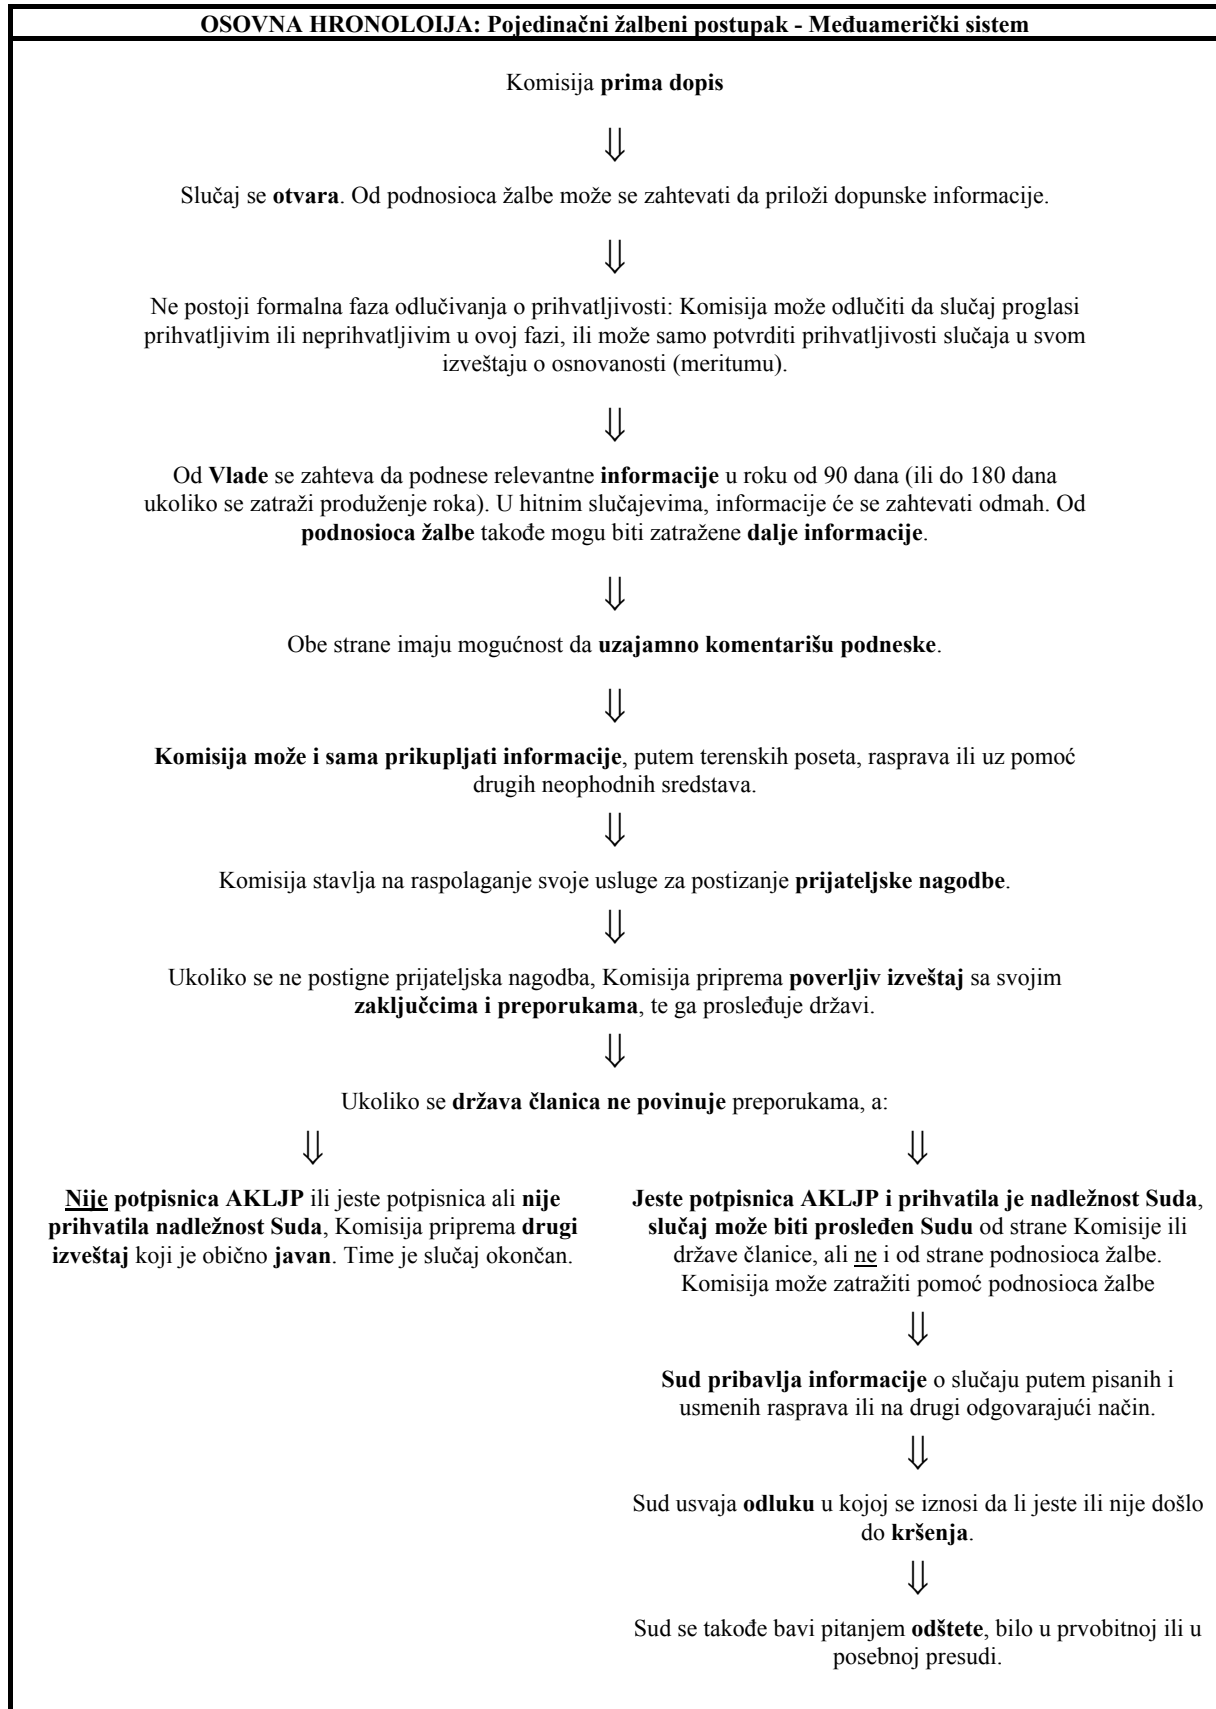 OSOVNA HRONOLOIJA: Pojedinačni žalbeni postupak - Međuamerički sistem
Komisija prima dopis
⇓
Slučaj se otvara. Od podnosioca žalbe može se zahtevati da priloži dopunske informacije.
⇓
Ne postoji formalna faza odlučivanja o prihvatljivosti: Komisija može odlučiti da slučaj proglasi
prihvatljivim ili neprihvatljivim u ovoj fazi, ili može samo potvrditi prihvatljivosti slučaja u svom
izveštaju o osnovanosti (meritumu).
⇓
Od Vlade se zahteva da podnese relevantne informacije u roku od 90 dana (ili do 180 dana
ukoliko se zatraži produženje roka). U hitnim slučajevima, informacije će se zahtevati odmah. Od
podnosioca žalbe takođe mogu biti zatražene dalje informacije.
⇓
Obe strane imaju mogućnost da uzajamno komentarišu podneske.
⇓
Komisija može i sama prikupljati informacije, putem terenskih poseta, rasprava ili uz pomoć
drugih neophodnih sredstava.
⇓
Komisija stavlja na raspolaganje svoje usluge za postizanje prijateljske nagodbe.
⇓
Ukoliko se ne postigne prijateljska nagodba, Komisija priprema poverljiv izveštaj sa svojim
zaključcima i preporukama, te ga prosleđuje državi.
⇓
Ukoliko se država članica ne povinuje preporukama, a:
⇓
Nije potpisnica AKLJP ili jeste potpisnica ali nije
prihvatila nadležnost Suda, Komisija priprema drugi
izveštaj koji je obično javan. Time je slučaj okončan.
⇓
Jeste potpisnica AKLJP i prihvatila je nadležnost Suda,
slučaj može biti prosleđen Sudu od strane Komisije ili
države članice, ali ne i od strane podnosioca žalbe.
Komisija može zatražiti pomoć podnosioca žalbe
⇓
Sud pribavlja informacije o slučaju putem pisanih i
usmenih rasprava ili na drugi odgovarajući način.
⇓
Sud usvaja odluku u kojoj se iznosi da li jeste ili nije došlo
do kršenja.
⇓
Sud se takođe bavi pitanjem odštete, bilo u prvobitnoj ili u
posebnoj presudi.